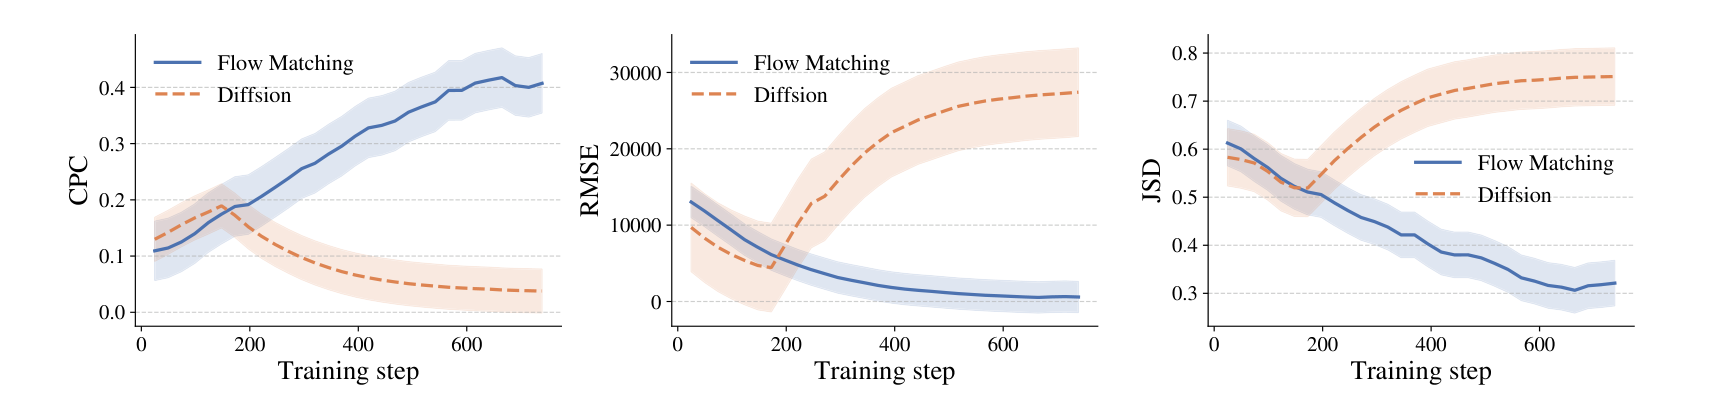 CPC
0.4
0.3
0.2
0.1
0.0
Flow Matching
Diffsion
0
200
400
600
Training step
RMSE
30000
20000
10000
0
Flow Matching
Diffsion
0
200
400
600
Training step
JSD
0.8
0.7
0.6
0.5
0.4
0.3
Flow Matching
Diffsion
0
200
400
600
Training step